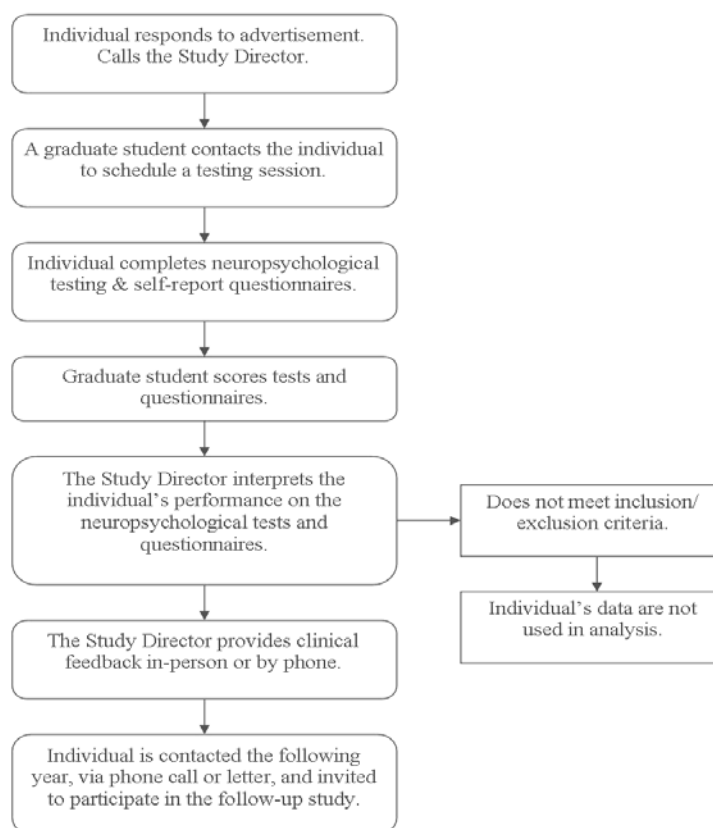 Individual responds to advertisement.
Calls the Study Director.
A graduate student contacts the individual
to schedule a testing session.
Individual completes neuropsychological
testing & self-report questionnaires.
Graduate student scores tests and
questionnaires.
The Study Director interprets the
individual's performance on the
neuropsychological tests and
questionnaires.
Does not meet inclusion/
exclusion criteria.
Individual's data are not
used in analysis.
The Study Director provides clinical
feedback in-person or by phone.
Individual is contacted the following
year, via phone call or letter, and invited
to participate in the follow-up study.